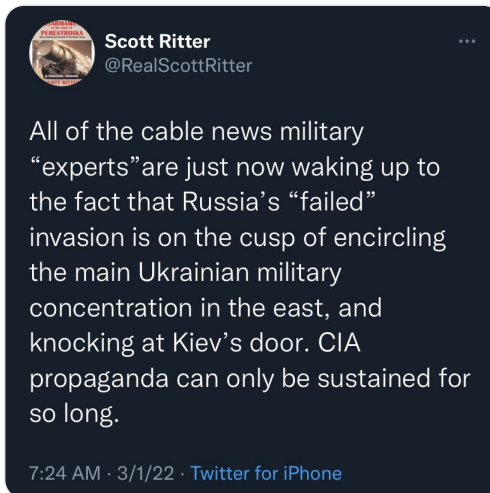 PERESTROIKA
Scott Ritter
@RealScottRitter
All of the cable news military
“experts”are just now waking up to
the fact that Russia’s “failed”
invasion is on the cusp of encircling
the main Ukrainian military
concentration in the east, and
knocking at Kiev’s door. CIA
propaganda can only be sustained for
so long.
7:24 AM · 3/1/22 · Twitter for iPhone